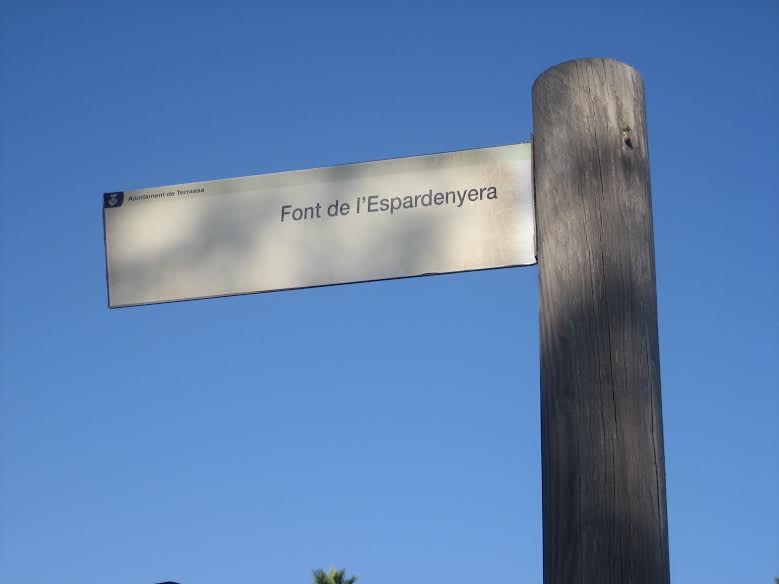 Ajuntament de Terrassa
Font de l'Espardenyera